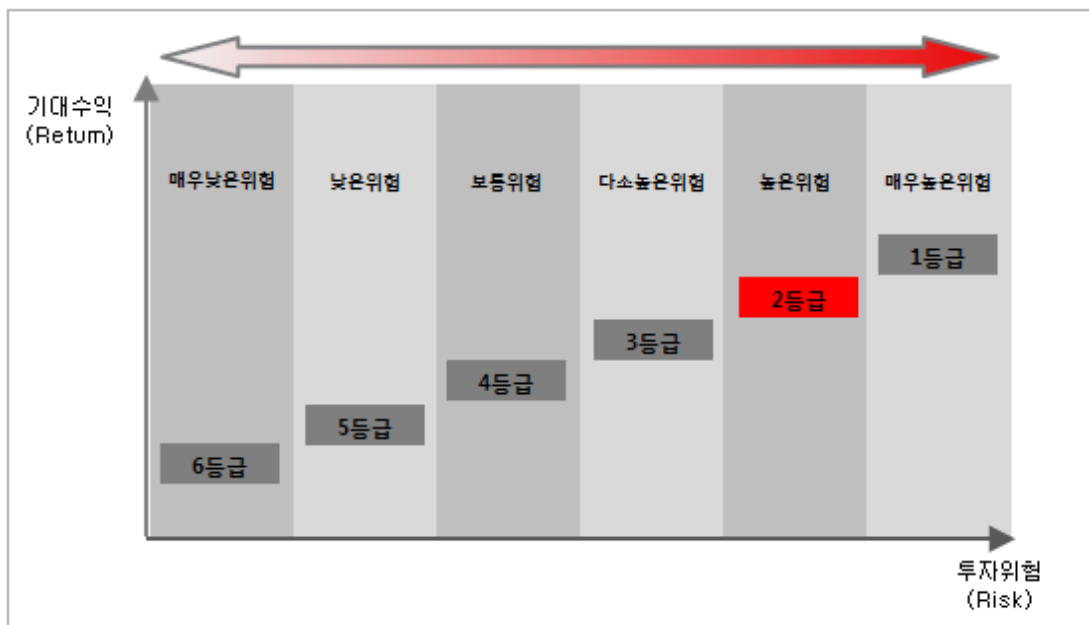 기대수익
(Retum)
매우낮은위험 낮은위험 보통위험 다소높은위험 높은위험 매우높은위험
1등급
2등급
3등급
4등급
5등급
6등급
투자위험
(Risk)